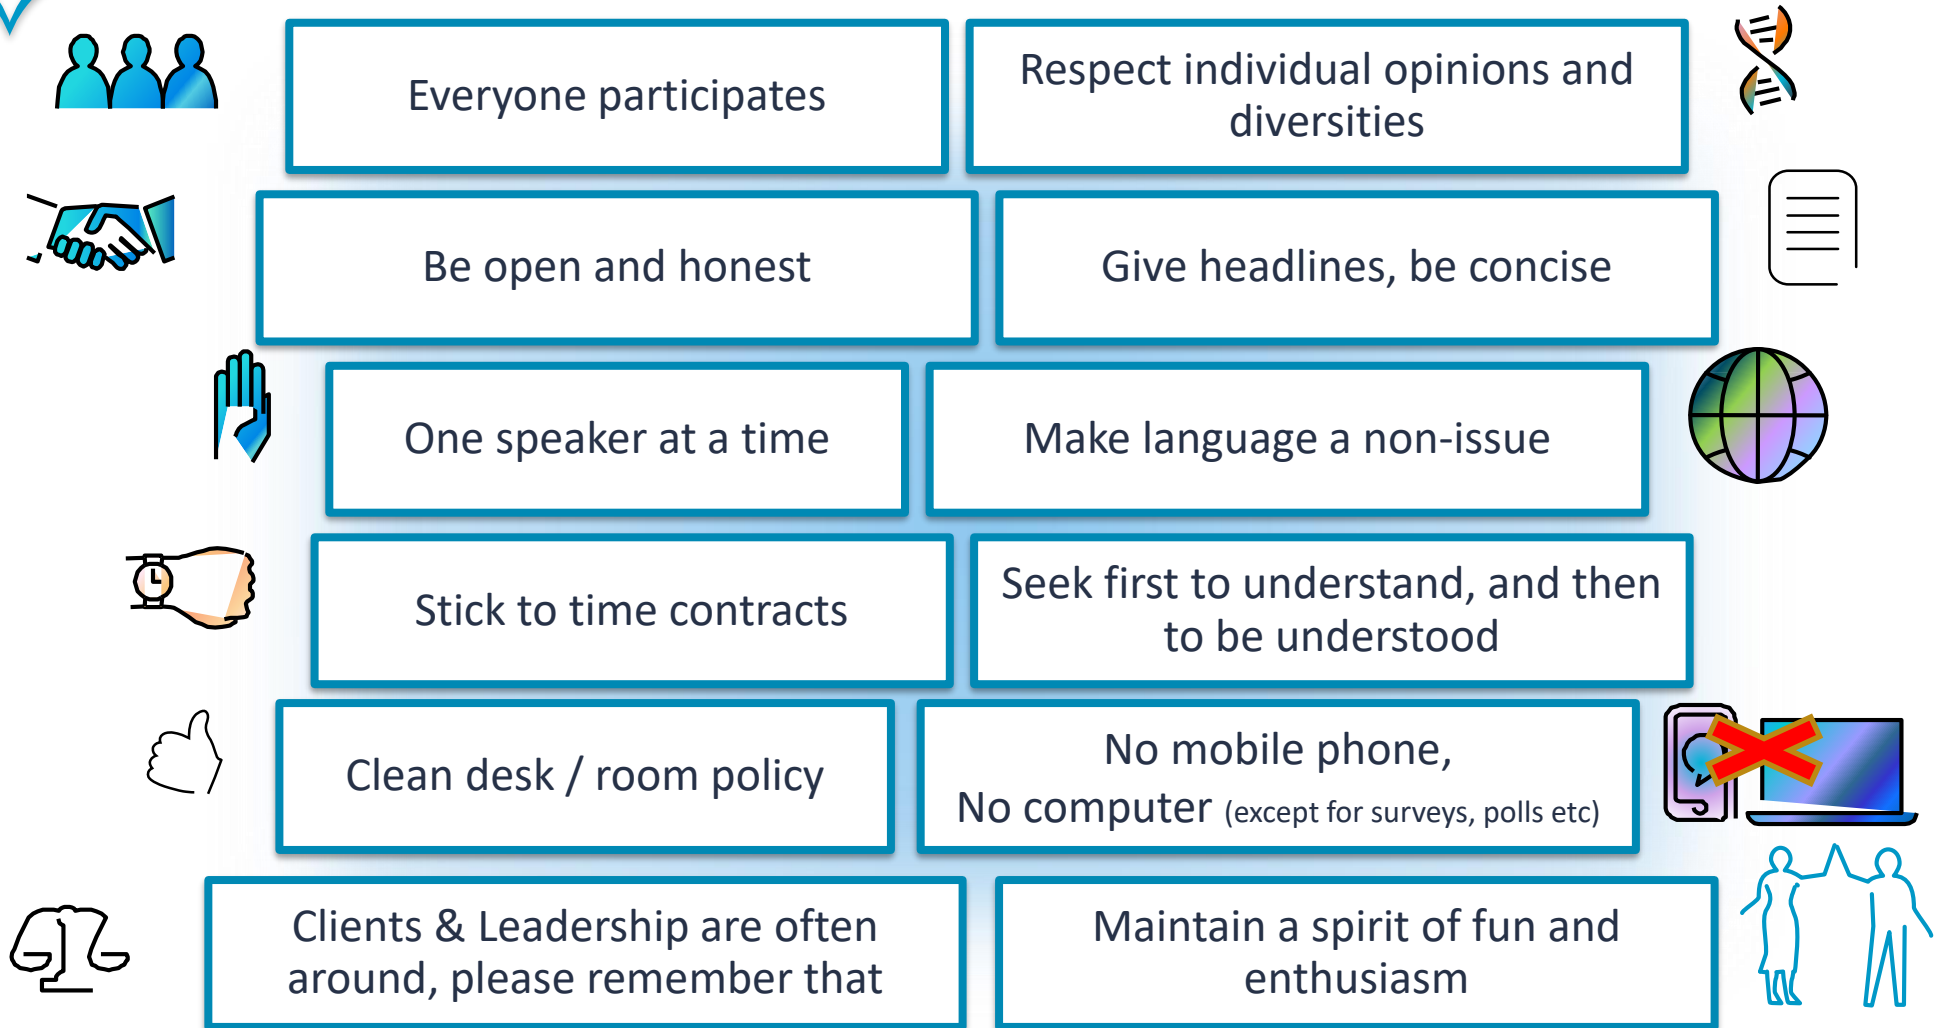 Everyone participates
Respect individual opinions and
diversities
Be open and honest
Give headlines, be concise
One speaker at a time
Make language a non-issue
Stick to time contracts
Seek first to understand, and then
to be understood
Clean desk / room policy
No mobile phone,
No computer (except for surveys, polls etc)
Clients & Leadership are often
around, please remember that
Maintain a spirit of fun and
enthusiasm